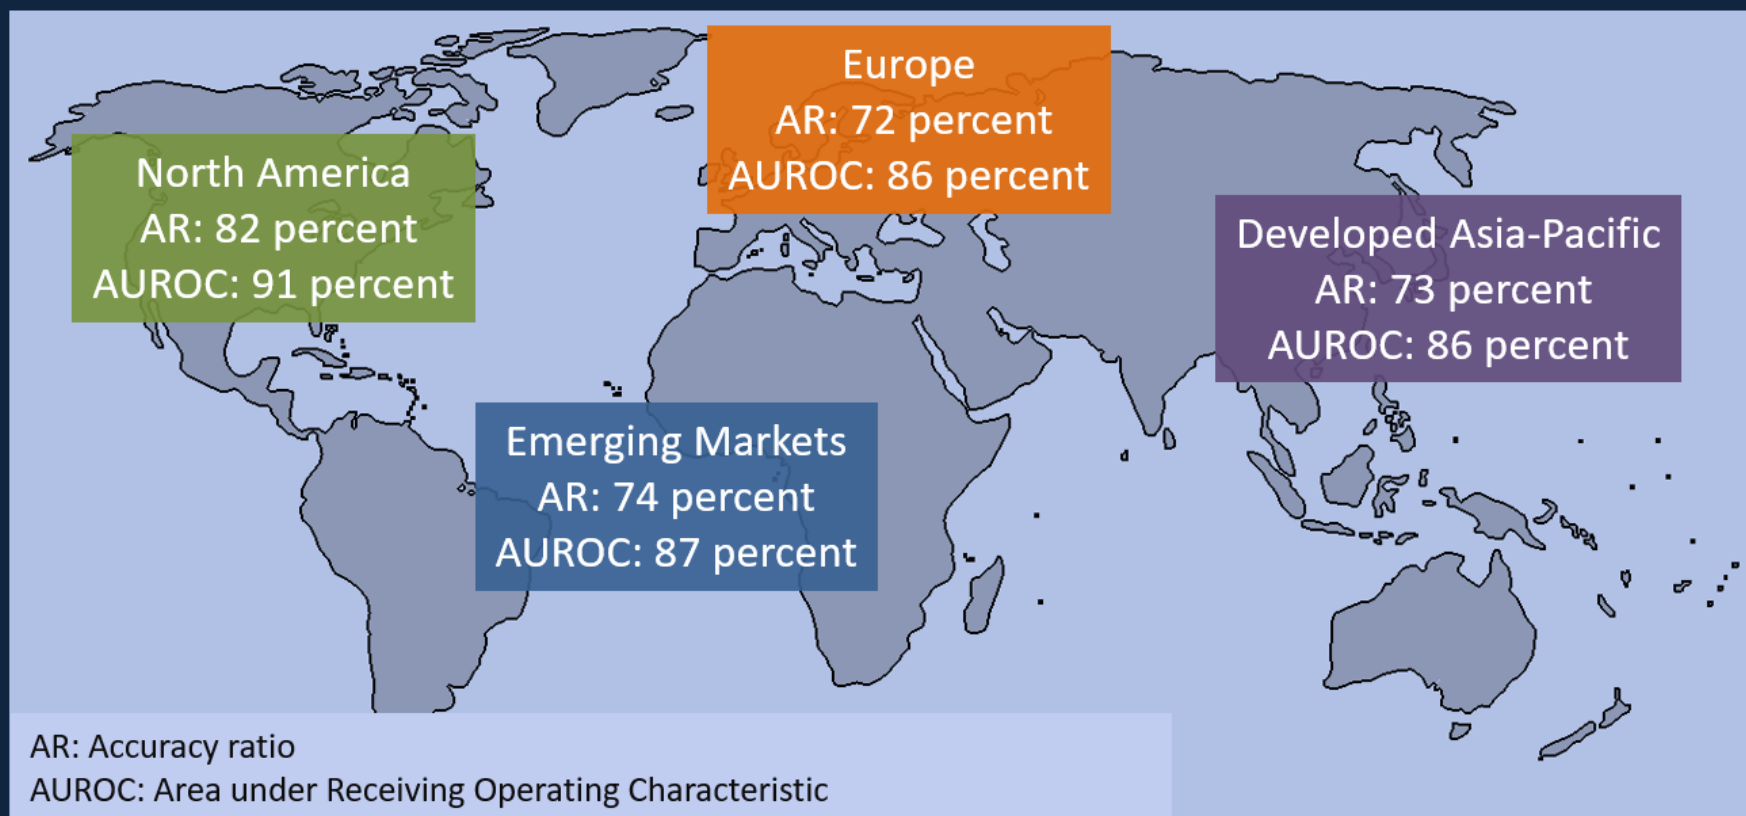 Europe
AR: 72 percent
AUROC: 86 percent
North America
AR: 82 percent
AUROC: 91 percent
Developed Asia-Pacific
AR: 73 percent
AUROC: 86 percent
Emerging Markets
AR: 74 percent
AUROC: 87 percent
AR: Accuracy ratio
AUROC: Area under Receiving Operating Characteristic